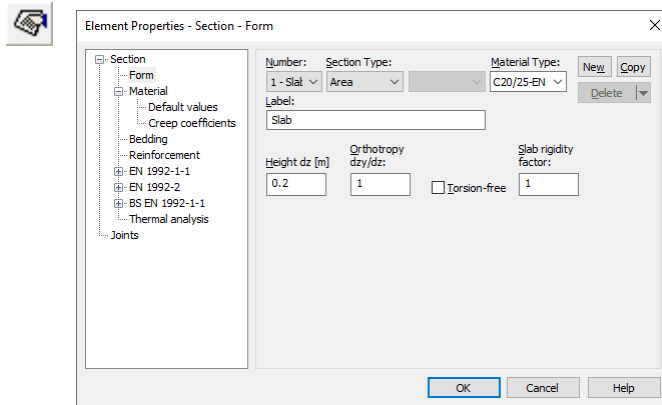 Element Properties - Section - Form
Section
Form
Material
Default values
Creep coefficients
Bedding
Reinforcement
EN 1992-1-1
EN 1992-2
BS EN 1992-1-1
Thermal analysis
Joints
Number: Section Type: Material Type:
1 - Slab Area C20/25-EN New Copy
Delete
Label:
Slab
Height dz [m] Orthotropy dzy/dz: Slab rigidity factor:
0.2 1 Torsion-free 1
OK Cancel Help